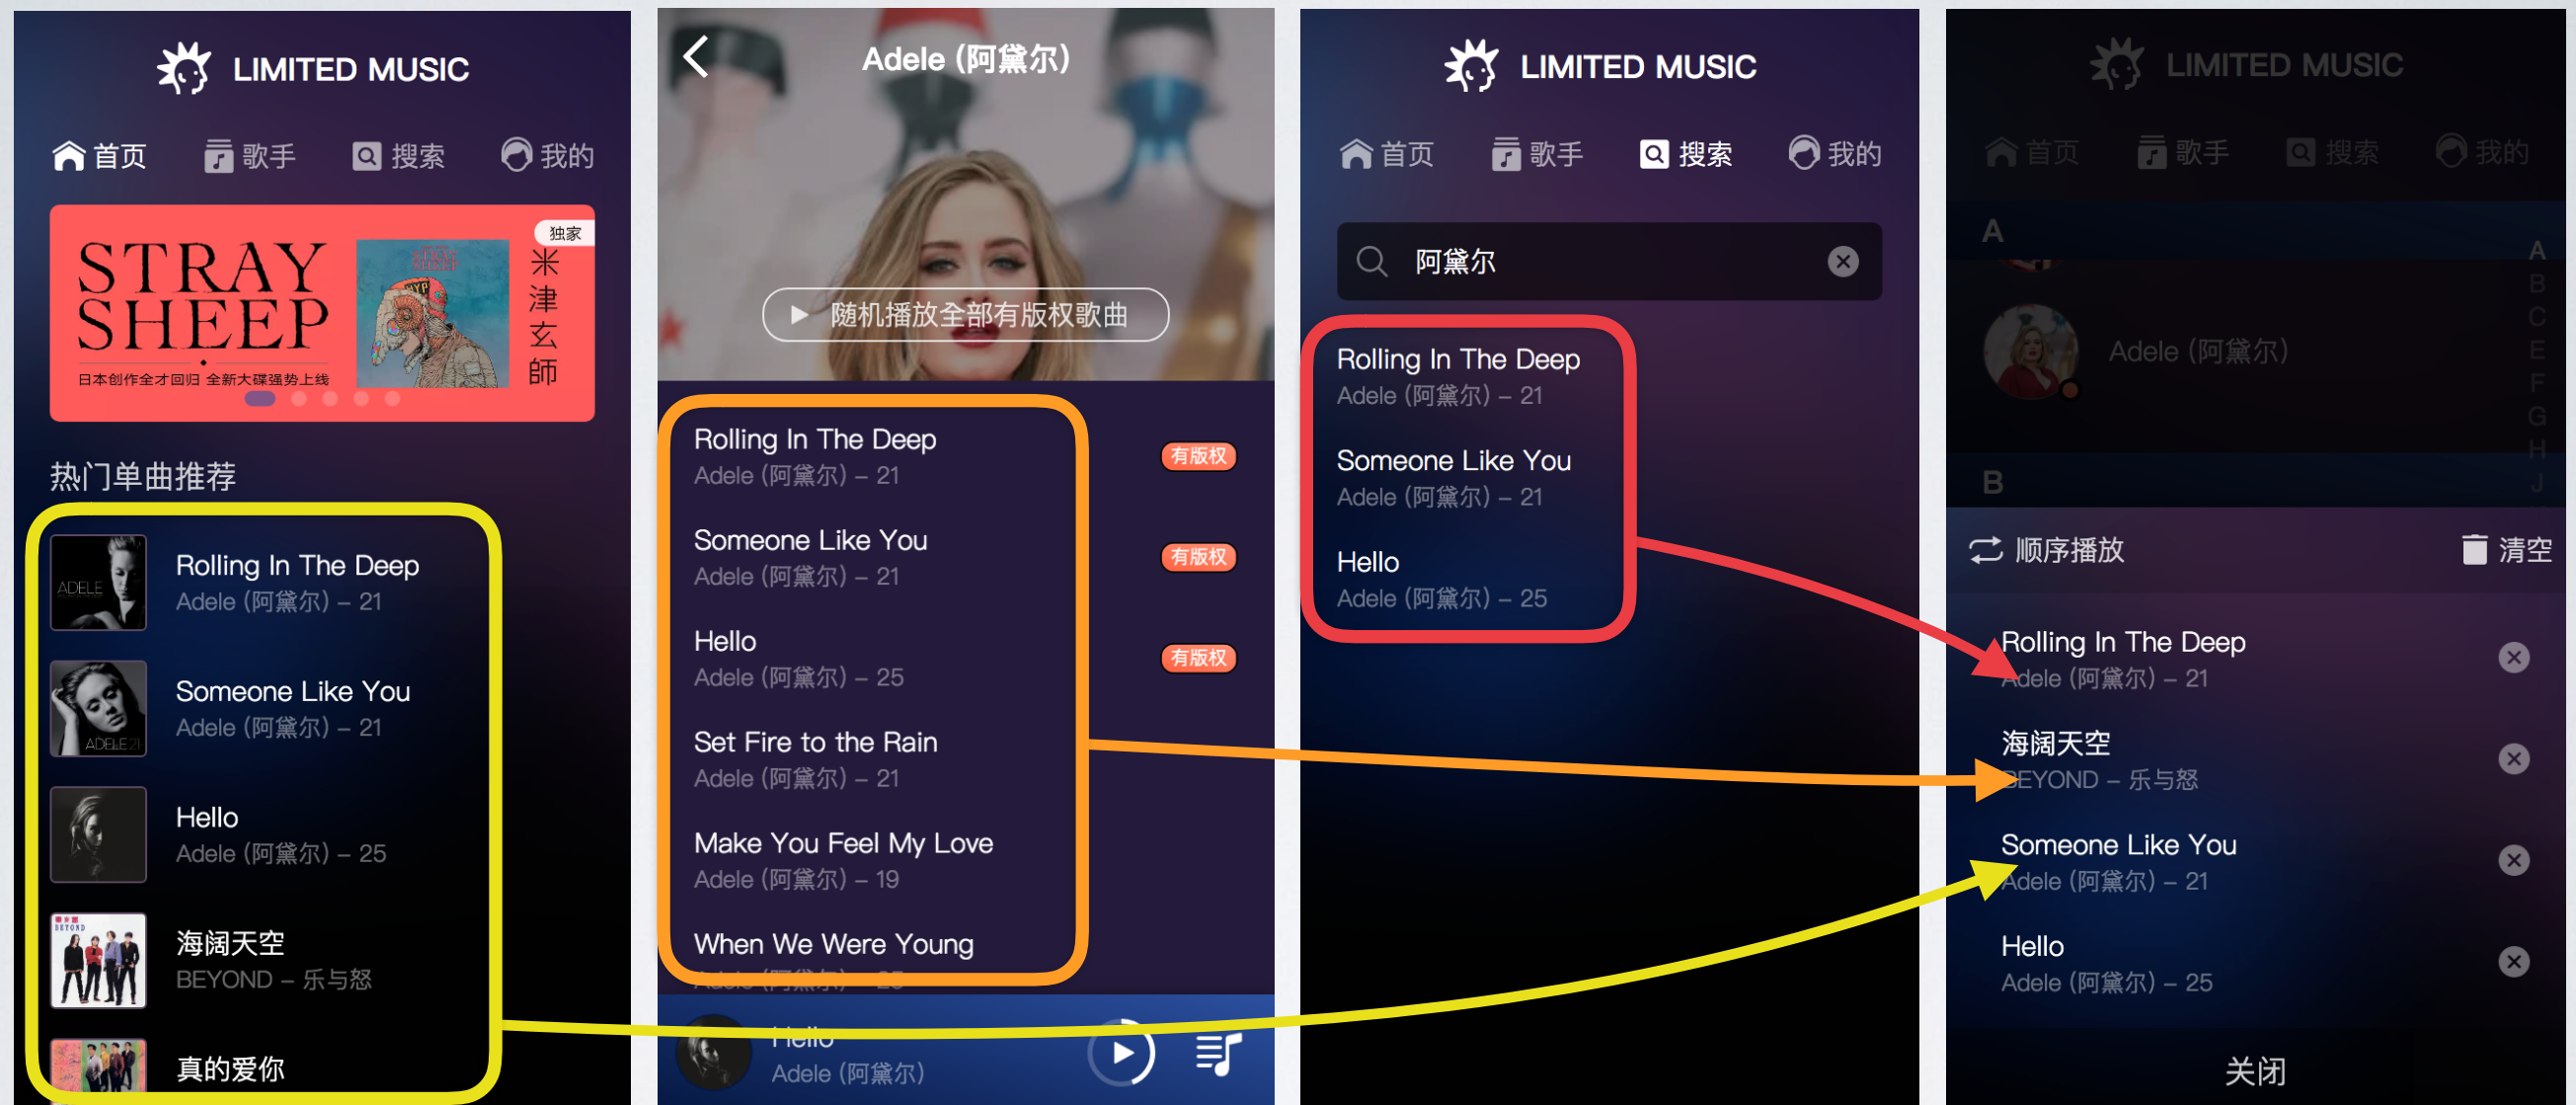 LIMITED MUSIC
首页
歌手
搜索
我的
独家
STRAY
SHEEP
米津玄師
STRAY
SHEEP
HYP
日本创作全才回归 全新大碟强势上线
热门单曲推荐
ADELE
Rolling In The Deep
Adele (阿黛尔) – 21
ADELE 21
Someone Like You
Adele (阿黛尔) – 21
Hello
Adele (阿黛尔) – 25
BEYOND
海阔天空
BEYOND – 乐与怒
真的爱你
Adele (阿黛尔)
随机播放全部有版权歌曲
Rolling In The Deep
Adele (阿黛尔) – 21
有版权
Someone Like You
Adele (阿黛尔) – 21
有版权
Hello
Adele (阿黛尔) – 25
有版权
Set Fire to the Rain
Adele (阿黛尔) – 21
Make You Feel My Love
Adele (阿黛尔) – 19
When We Were Young
Adele (阿黛尔) – 25
Hello
Adele (阿黛尔)
LIMITED MUSIC
首页
歌手
搜索
我的
阿黛尔
Rolling In The Deep
Adele (阿黛尔) – 21
Someone Like You
Adele (阿黛尔) – 21
Hello
Adele (阿黛尔) – 25
LIMITED MUSIC
首页
歌手
搜索
我的
A
Adele (阿黛尔)
B
A
B
C
E
F
G
H
J
顺序播放
清空
Rolling In The Deep
Adele (阿黛尔) – 21
海阔天空
BEYOND – 乐与怒
Someone Like You
Adele (阿黛尔) – 21
Hello
Adele (阿黛尔) – 25
关闭